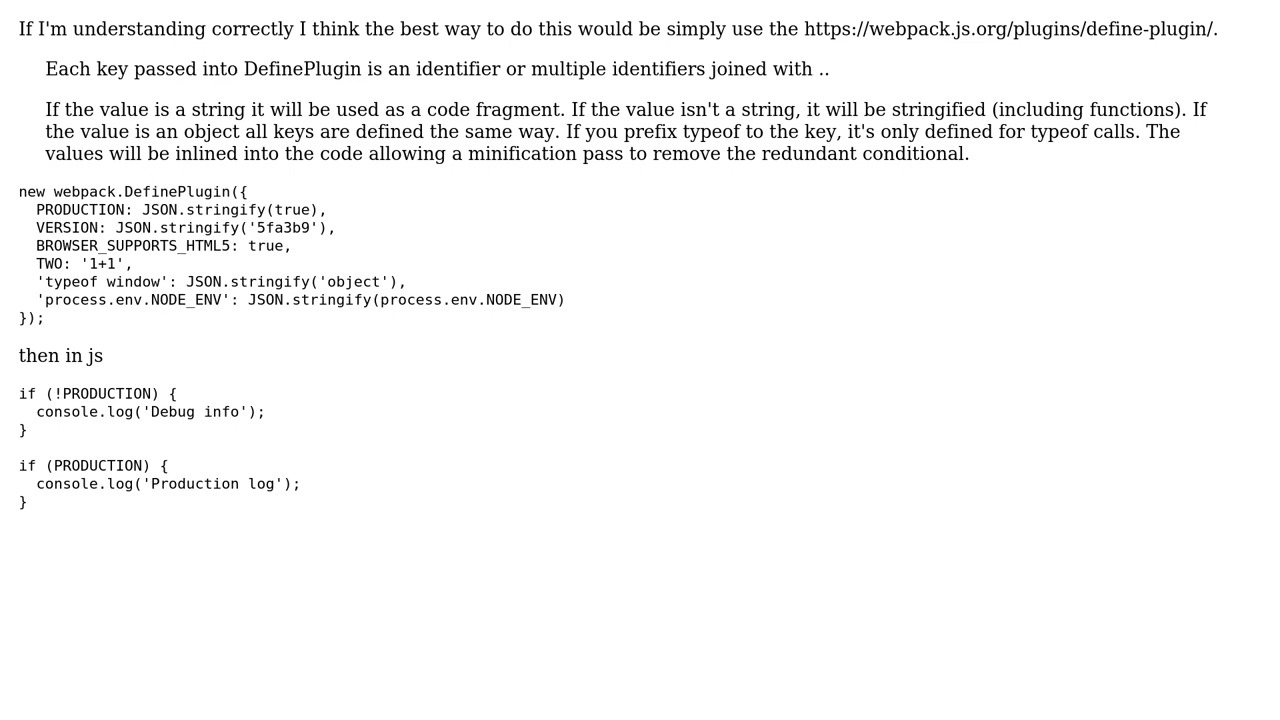 If I'm understanding correctly I think the best way to do this would be simply use the https://webpack.js.org/plugins/define-plugin/.
Each key passed into DefinePlugin is an identifier or multiple identifiers joined with ..
If the value is a string it will be used as a code fragment. If the value isn't a string, it will be stringified (including functions). If
the value is an object all keys are defined the same way. If you prefix typeof to the key, it's only defined for typeof calls. The
values will be inlined into the code allowing a minification pass to remove the redundant conditional.
new webpack.DefinePlugin({
  PRODUCTION: JSON.stringify(true),
  VERSION: JSON.stringify('5fa3b9'),
  BROWSER_SUPPORTS_HTML5: true,
  TWO: '1+1',
  'typeof window': JSON.stringify('object'),
  'process.env.NODE_ENV': JSON.stringify(process.env.NODE_ENV)
});
then in js
if (!PRODUCTION) {
  console.log('Debug info');
}
if (PRODUCTION) {
  console.log('Production log');
}